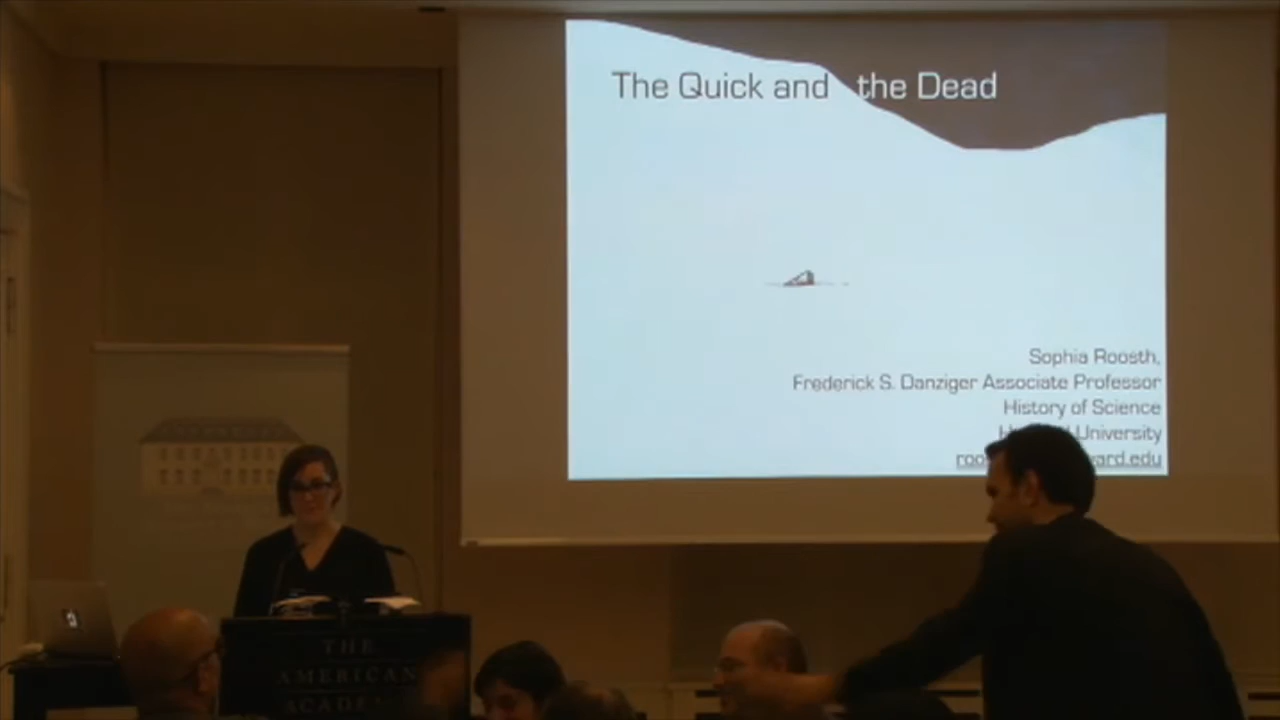 The Quick and the Dead
Sophia Roosth,
Frederick S. Danziger Associate Professor
History of Science
University
THE
AMERICAN